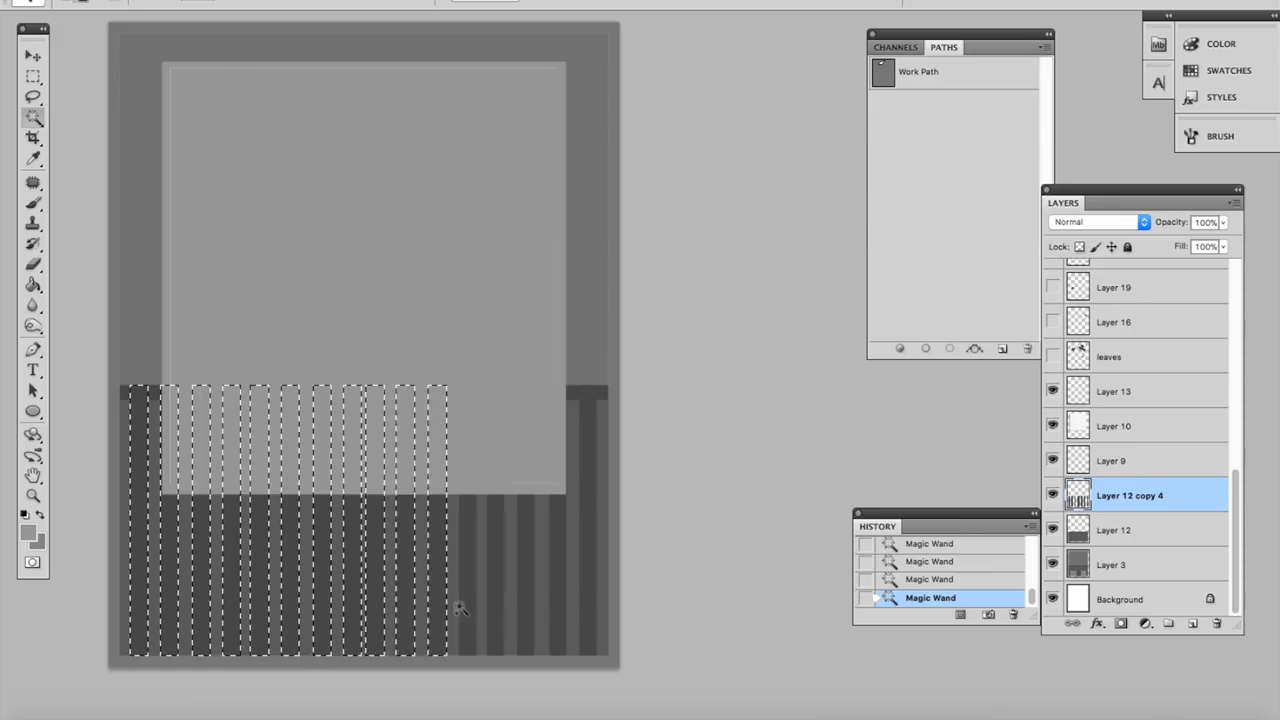 CHANNELS PATHS
Work Path
Mb
COLOR
SWATCHES
STYLES
BRUSH
LAYERS
Normal Opacity: 100%
Lock: Fill: 100%
Layer 19
Layer 16
leaves
Layer 13
Layer 10
Layer 9
Layer 12 copy 4
Layer 12
Layer 3
Background
HISTORY
Magic Wand
Magic Wand
Magic Wand
Magic Wand